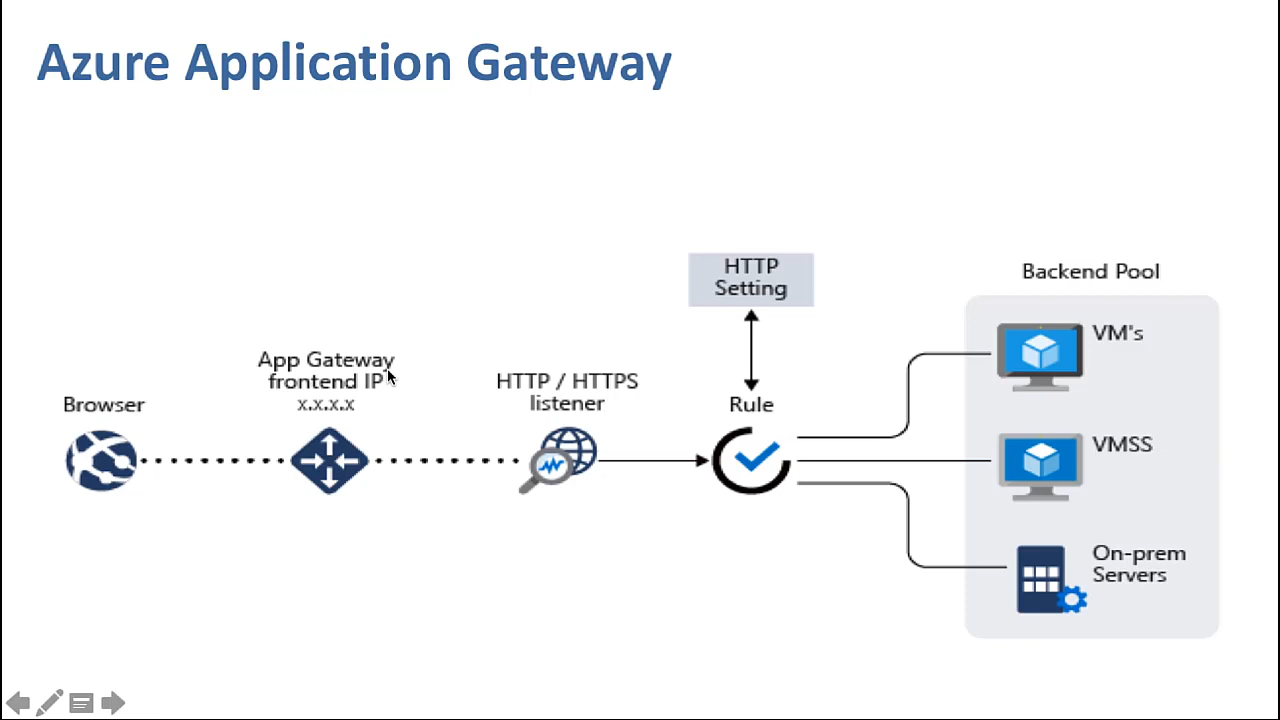 Azure Application Gateway
HTTP
Setting
Backend Pool
VM's
App Gateway
frontend IP
x.x.x.x
HTTP / HTTPS
listener
Browser
Rule
VMSS
On-prem
Servers